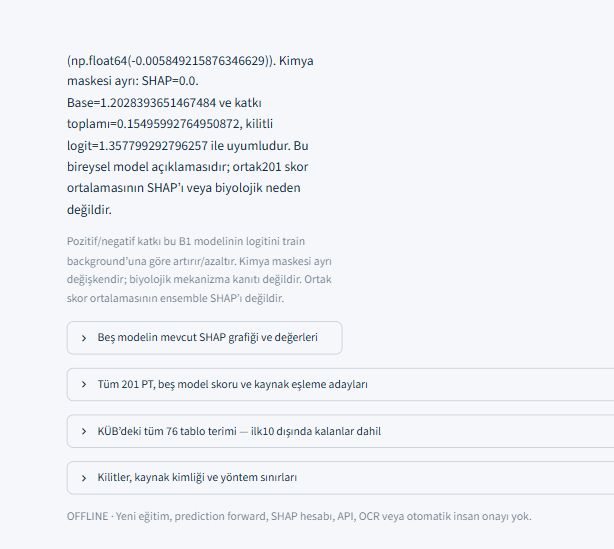 (np.float64(-0.005849215876346629)). Kimya
maskesi ayrı: SHAP=0.0.
Base=1.2028393651467484 ve katkı
toplamı=0.15495992764950872, kilitli
logit=1.357799292796257 ile uyumludur. Bu
bireysel model açıklamasıdır; ortak201 skor
ortalamasının SHAP’ı veya biyolojik neden
değildir.
Pozitif/negatif katkı bu B1 modelinin logitini train
background’una göre artırır/azaltır. Kimya maskesi ayrı
değişkendir; biyolojik mekanizma kanıtı değildir. Ortak
skor ortalamasının ensemble SHAP’ı değildir.
Beş modelin mevcut SHAP grafiği ve değerleri
Tüm 201 PT, beş model skoru ve kaynak eşleme adayları
KÜB’deki tüm 76 tablo terimi — ilk10 dışında kalanlar dahil
Kilitler, kaynak kimliği ve yöntem sınırları
OFFLINE · Yeni eğitim, prediction forward, SHAP hesabı, API, OCR veya otomatik insan onayı yok.